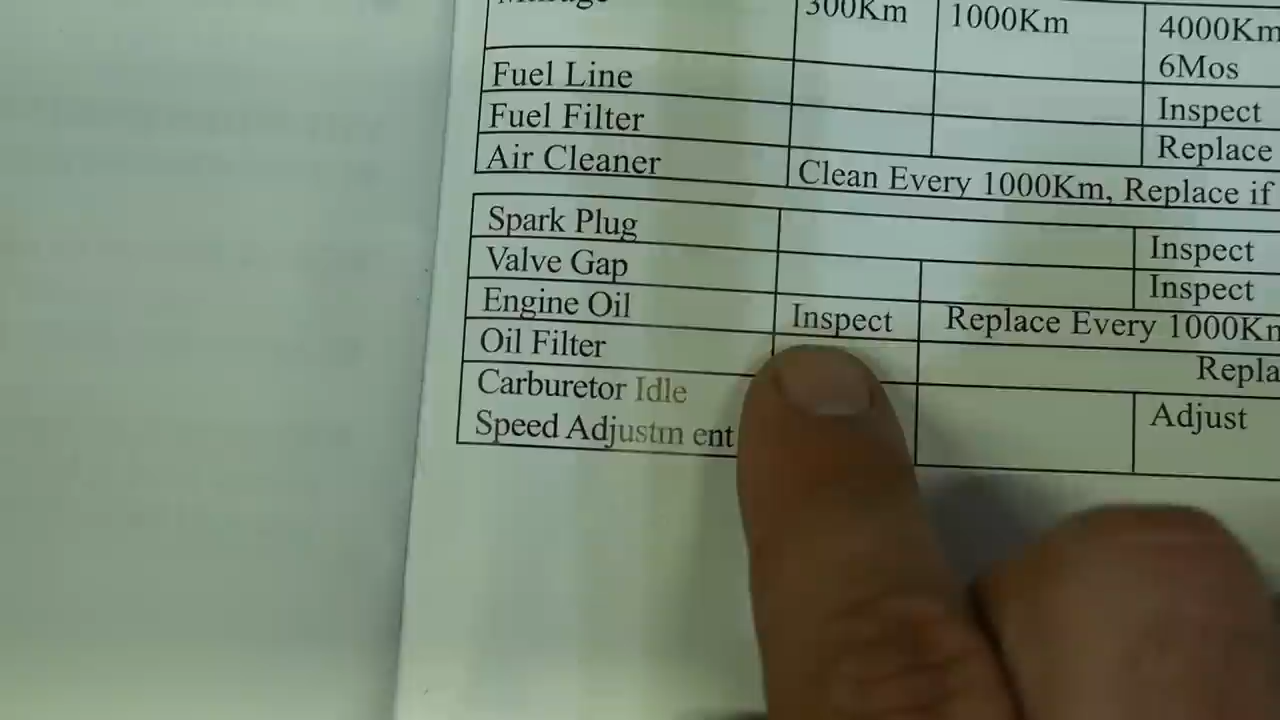 300Km 1000Km 4000Km
6Mos
Fuel Line Inspect
Fuel Filter Replace
Air Cleaner Clean Every 1000Km, Replace if
Spark Plug Inspect
Valve Gap Inspect
Engine Oil Inspect Replace Every 1000Km
Oil Filter
Carburetor Idle Adjust
Speed Adjustm ent